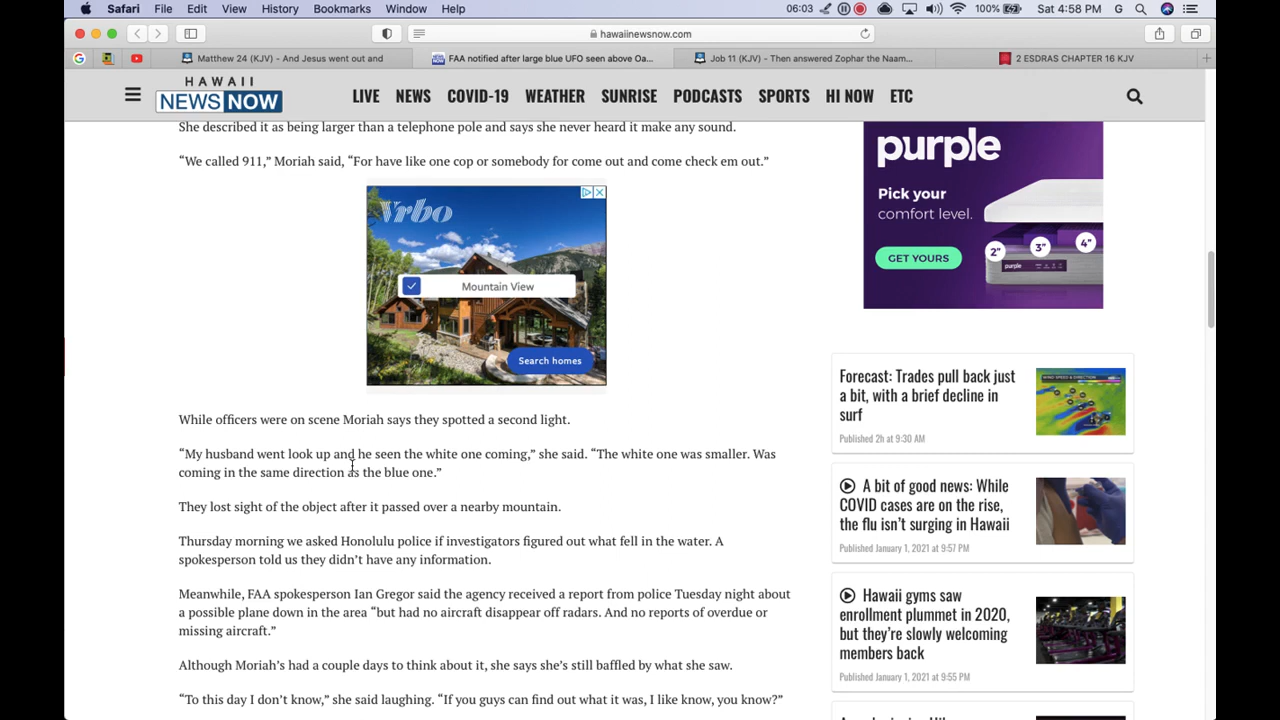 Safari File Edit View History Bookmarks Window Help 06:03 100% Sat 4:58 PM G
hawaiinewsnow.com
Matthew 24 (KJV) - And Jesus went out and
FAA notified after large blue UFO seen above Oa...
Job 11 (KJV) - Then answered Zophar the Naam...
2 ESDRAS CHAPTER 16 KJV
HAWAII
NEWS NOW
LIVE NEWS COVID-19 WEATHER SUNRISE PODCASTS SPORTS HI NOW ETC
She described it as being larger than a telephone pole and says she never heard it make any sound.
“We called 911,” Moriah said, “For have like one cop or somebody for come out and come check em out.”
Vrbo
Mountain View
Search homes
While officers were on scene Moriah says they spotted a second light.
“My husband went look up and he seen the white one coming,” she said. “The white one was smaller. Was
coming in the same direction as the blue one.”
They lost sight of the object after it passed over a nearby mountain.
Thursday morning we asked Honolulu police if investigators figured out what fell in the water. A
spokesperson told us they didn’t have any information.
Meanwhile, FAA spokesperson Ian Gregor said the agency received a report from police Tuesday night about
a possible plane down in the area “but had no aircraft disappear off radars. And no reports of overdue or
missing aircraft.”
Although Moriah’s had a couple days to think about it, she says she’s still baffled by what she saw.
“To this day I don’t know,” she said laughing. “If you guys can find out what it was, I like know, you know?”
purple
Pick your
comfort level.
GET YOURS
2" 3" 4"
purple
Forecast: Trades pull back just
a bit, with a brief decline in
surf
Published 2h at 9:30 AM
A bit of good news: While
COVID cases are on the rise,
the flu isn’t surging in Hawaii
Published January 1, 2021 at 9:57 PM
Hawaii gyms saw
enrollment plummet in 2020,
but they’re slowly welcoming
members back
Published January 1, 2021 at 9:55 PM